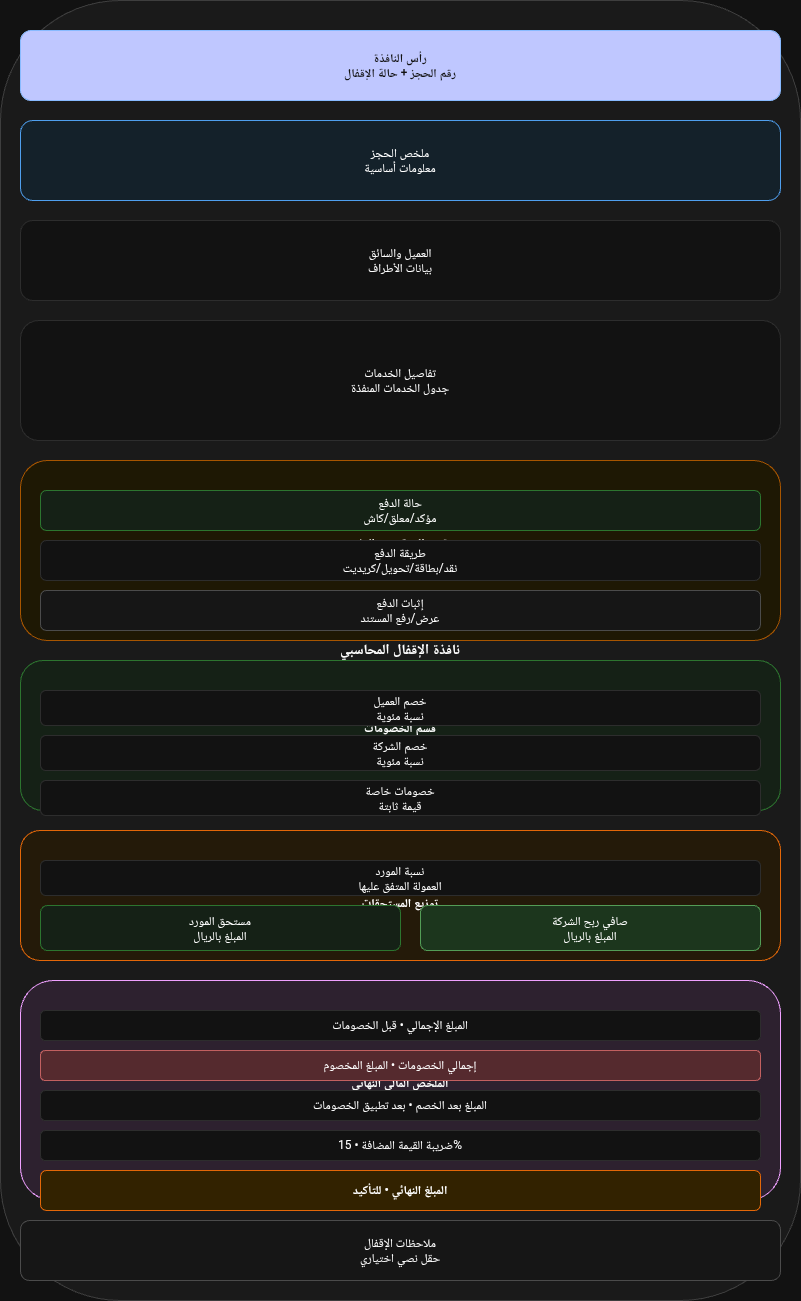 رأس النافذة
رقم الحجز + حالة الإقفال
ملخص الحجز
معلومات أساسية
العميل والسائق
بيانات الأطراف
تفاصيل الخدمات
جدول الخدمات المنفذة
حالة الدفع
مؤكد/معلق/كاش
طريقة الدفع
نقد/بطاقة/تحويل/كريديت
إثبات الدفع
عرض/رفع المستند
نافذة الإقفال المحاسبي
خصم العميل
نسبة مئوية
قسم الخصومات
خصم الشركة
نسبة مئوية
خصومات خاصة
قيمة ثابتة
نسبة المورد
العمولة المتفق عليها
توزيع المستحقات
صافي ربح الشركة
المبلغ بالريال
مستحق المورد
المبلغ بالريال
المبلغ الإجمالي • قبل الخصومات
إجمالي الخصومات • المبلغ المخصوم
الملخص المالي النهائي
المبلغ بعد الخصم • بعد تطبيق الخصومات
%ضريبة القيمة المضافة • 15
المبلغ النهائي • للتأكيد
ملاحظات الإقفال
حقل نصي اختياري